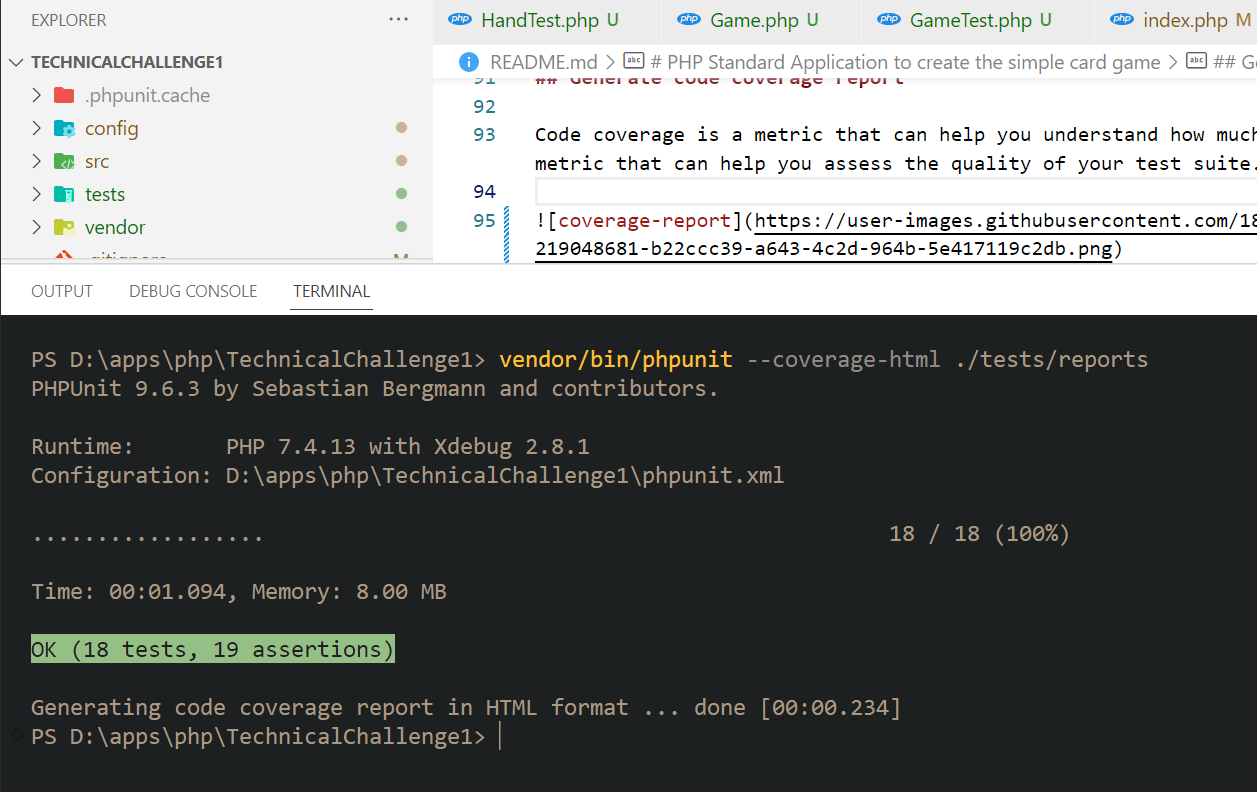 EXPLORER
···
php HandTest.php U
php Game.php U
php GameTest.php U
php index.php M
TECHNICALCHALLENGE1
README.md > abc # PHP Standard Application to create the simple card game > abc ## G
91 ## Generate code coverage report
.phpunit.cache
92
config
93 Code coverage is a metric that can help you understand how much
src
metric that can help you assess the quality of your test suite.
tests
94
vendor
95 ![coverage-report](https://user-images.githubusercontent.com/18
219048681-b22ccc39-a643-4c2d-964b-5e417119c2db.png)
.gitignore M
OUTPUT DEBUG CONSOLE TERMINAL
PS D:\apps\php\TechnicalChallenge1> vendor/bin/phpunit --coverage-html ./tests/reports
PHPUnit 9.6.3 by Sebastian Bergmann and contributors.
Runtime: PHP 7.4.13 with Xdebug 2.8.1
Configuration: D:\apps\php\TechnicalChallenge1\phpunit.xml
.................. 18 / 18 (100%)
Time: 00:01.094, Memory: 8.00 MB
OK (18 tests, 19 assertions)
Generating code coverage report in HTML format ... done [00:00.234]
PS D:\apps\php\TechnicalChallenge1>